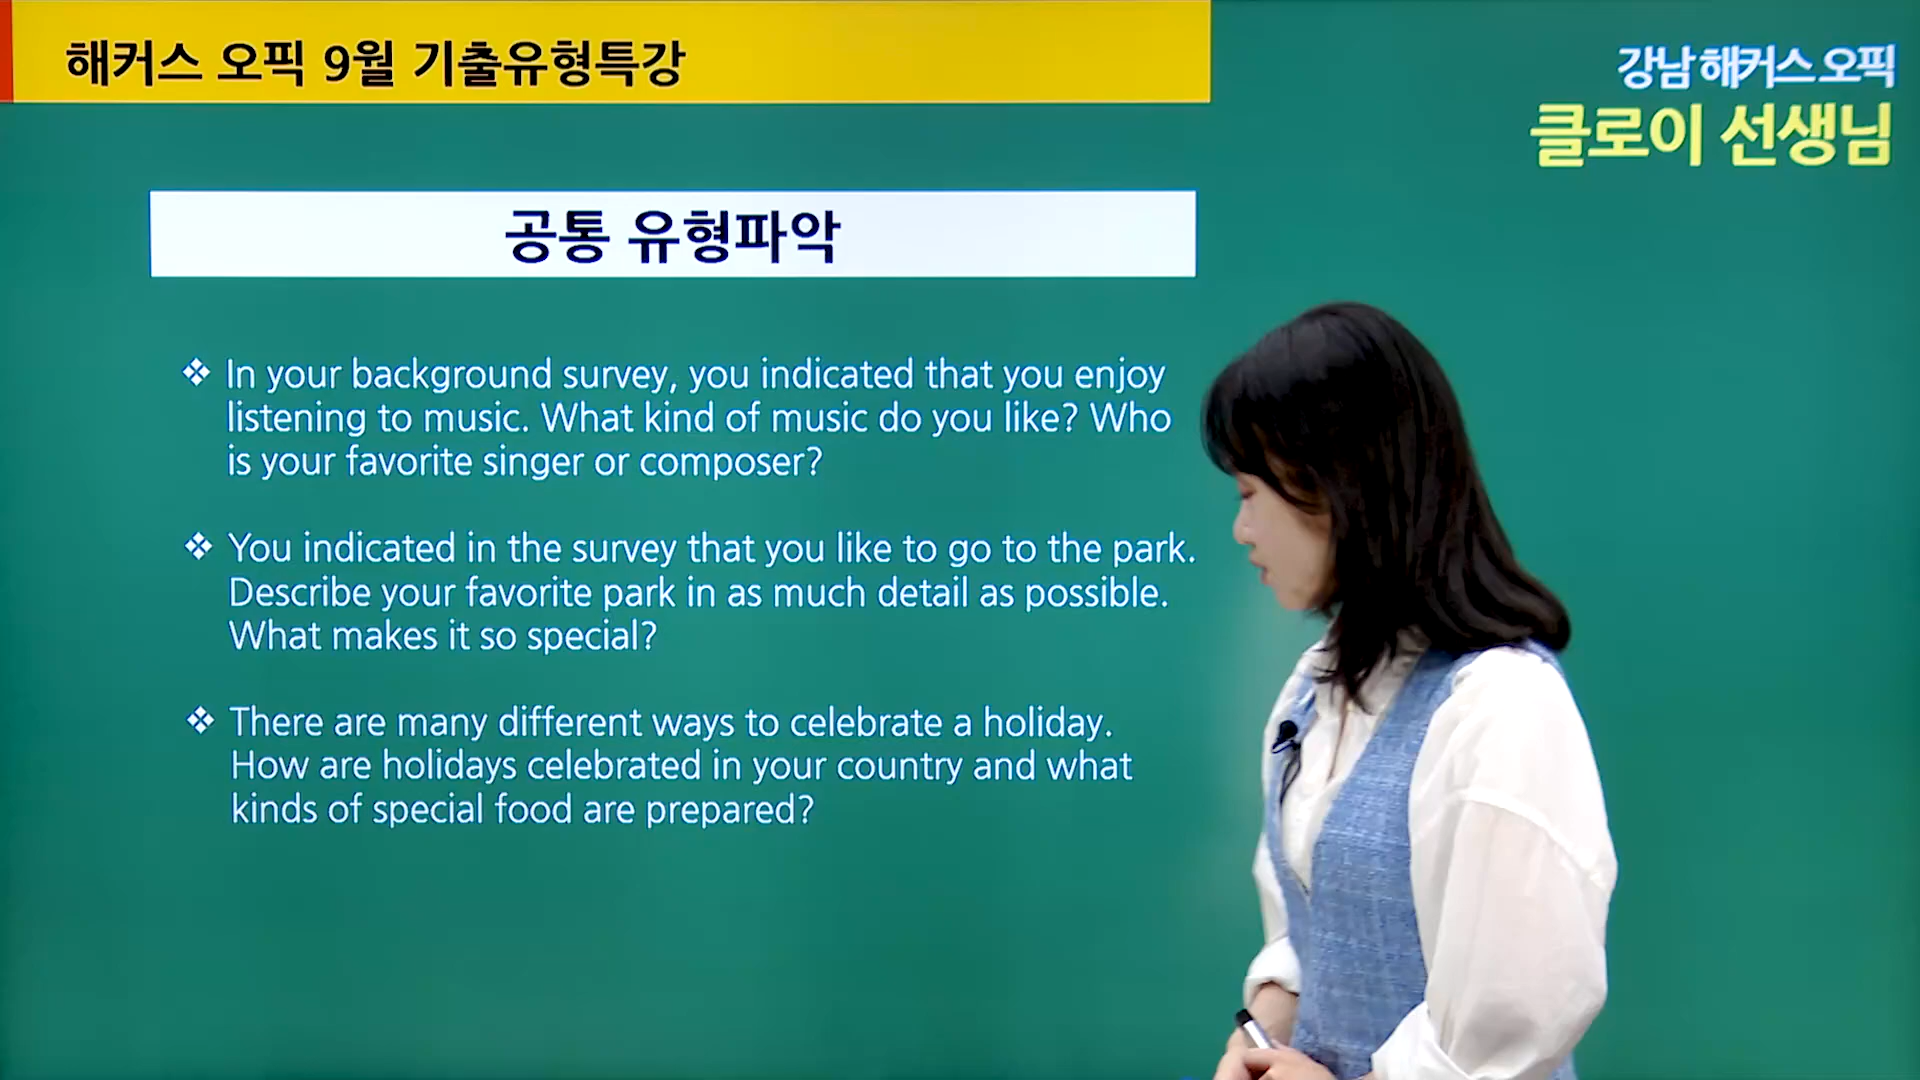 해커스 오픽 9월 기출유형특강
강남 해커스 오픽
클로이 선생님
공통 유형파악
❖ In your background survey, you indicated that you enjoy
listening to music. What kind of music do you like? Who
is your favorite singer or composer?
❖ You indicated in the survey that you like to go to the park.
Describe your favorite park in as much detail as possible.
What makes it so special?
❖ There are many different ways to celebrate a holiday.
How are holidays celebrated in your country and what
kinds of special food are prepared?